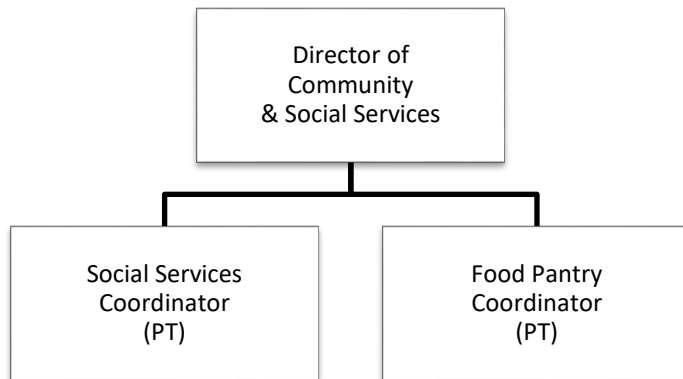 Director of
Community
& Social Services
Social Services
Coordinator
(PT)
Food Pantry
Coordinator
(PT)